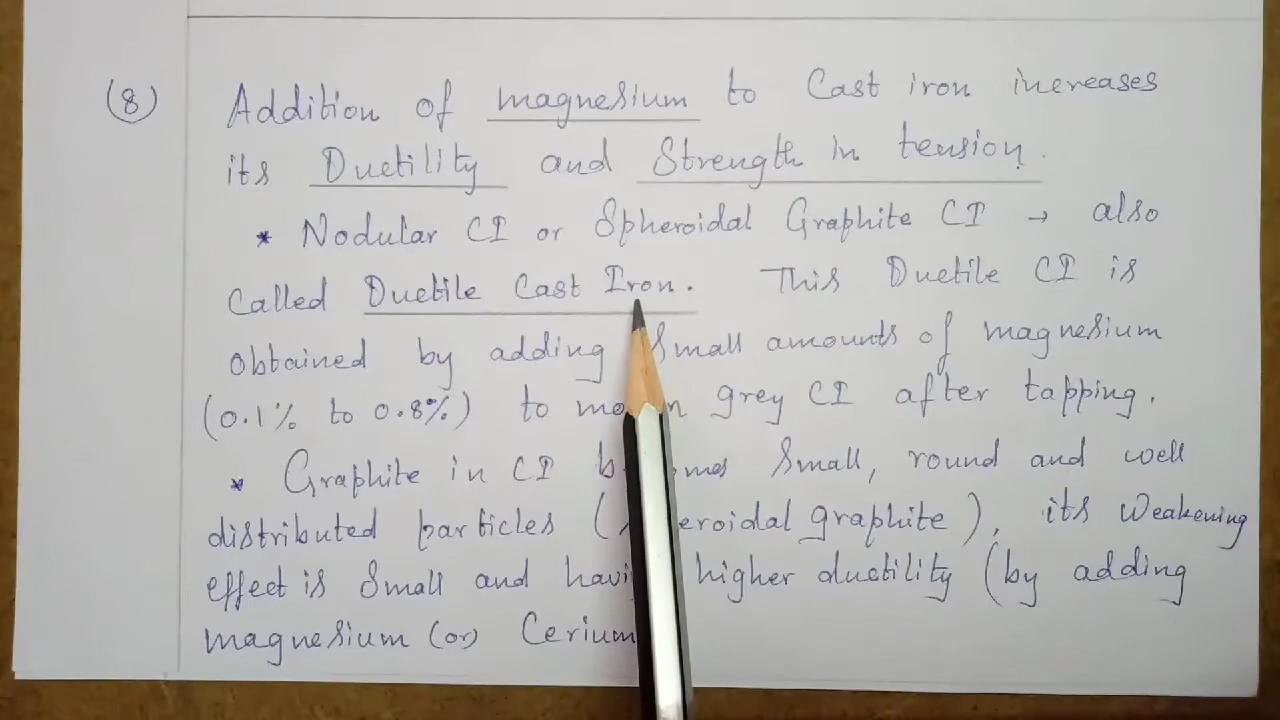 (8) Addition of magnesium to Cast iron increases
its Ductility and Strength in tension.
* Nodular CI or Spheroidal Graphite CI → also
Called Ductile Cast Iron. This Ductile CI is
obtained by adding small amounts of magnesium
(0.1% to 0.8%) to grey CI after tapping.
* Graphite in CI small, round and well
distributed particles ( graphite), its weakening
effect is small and higher ductility (by adding
magnesium (or) Cerium